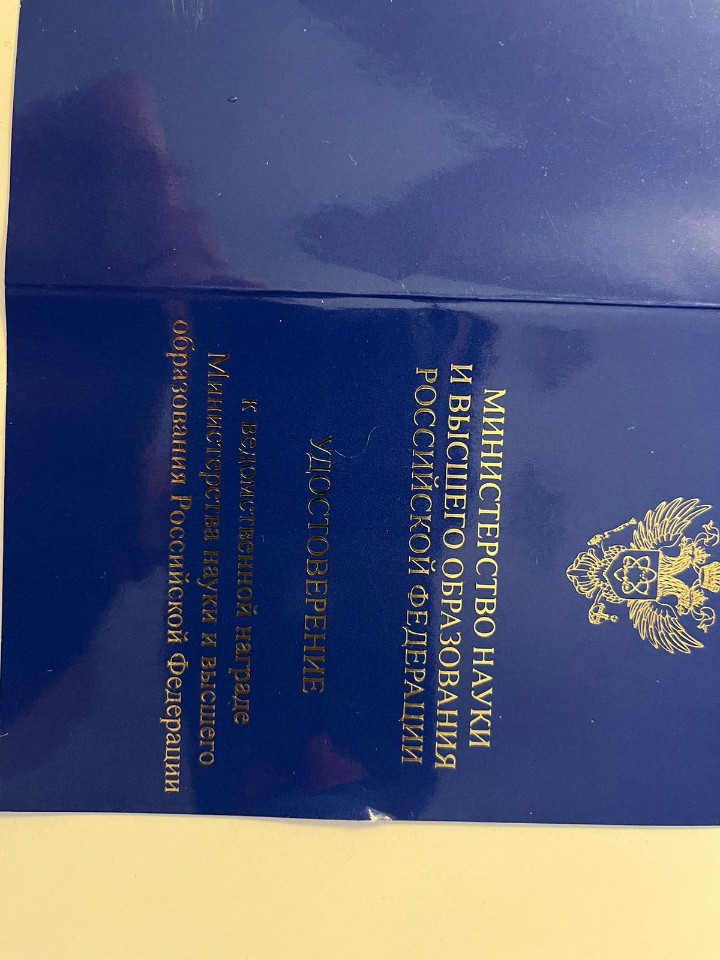 МИНИСТЕРСТВО НАУКИ
И ВЫСШЕГО ОБРАЗОВАНИЯ
РОССИЙСКОЙ ФЕДЕРАЦИИ
УДОСТОВЕРЕНИЕ
к ведомственной награде
Министерства науки и высшего
образования Российской Федерации